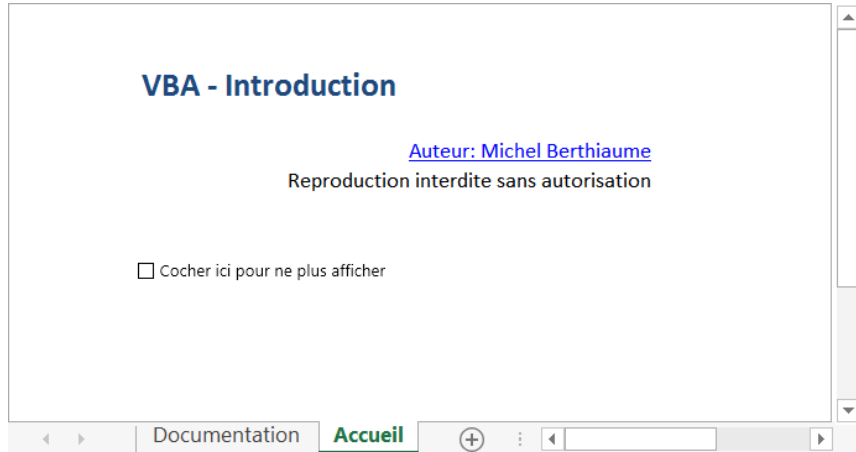 VBA - Introduction
Auteur: Michel Berthiaume
Reproduction interdite sans autorisation
Cocher ici pour ne plus afficher
Documentation
Accueil